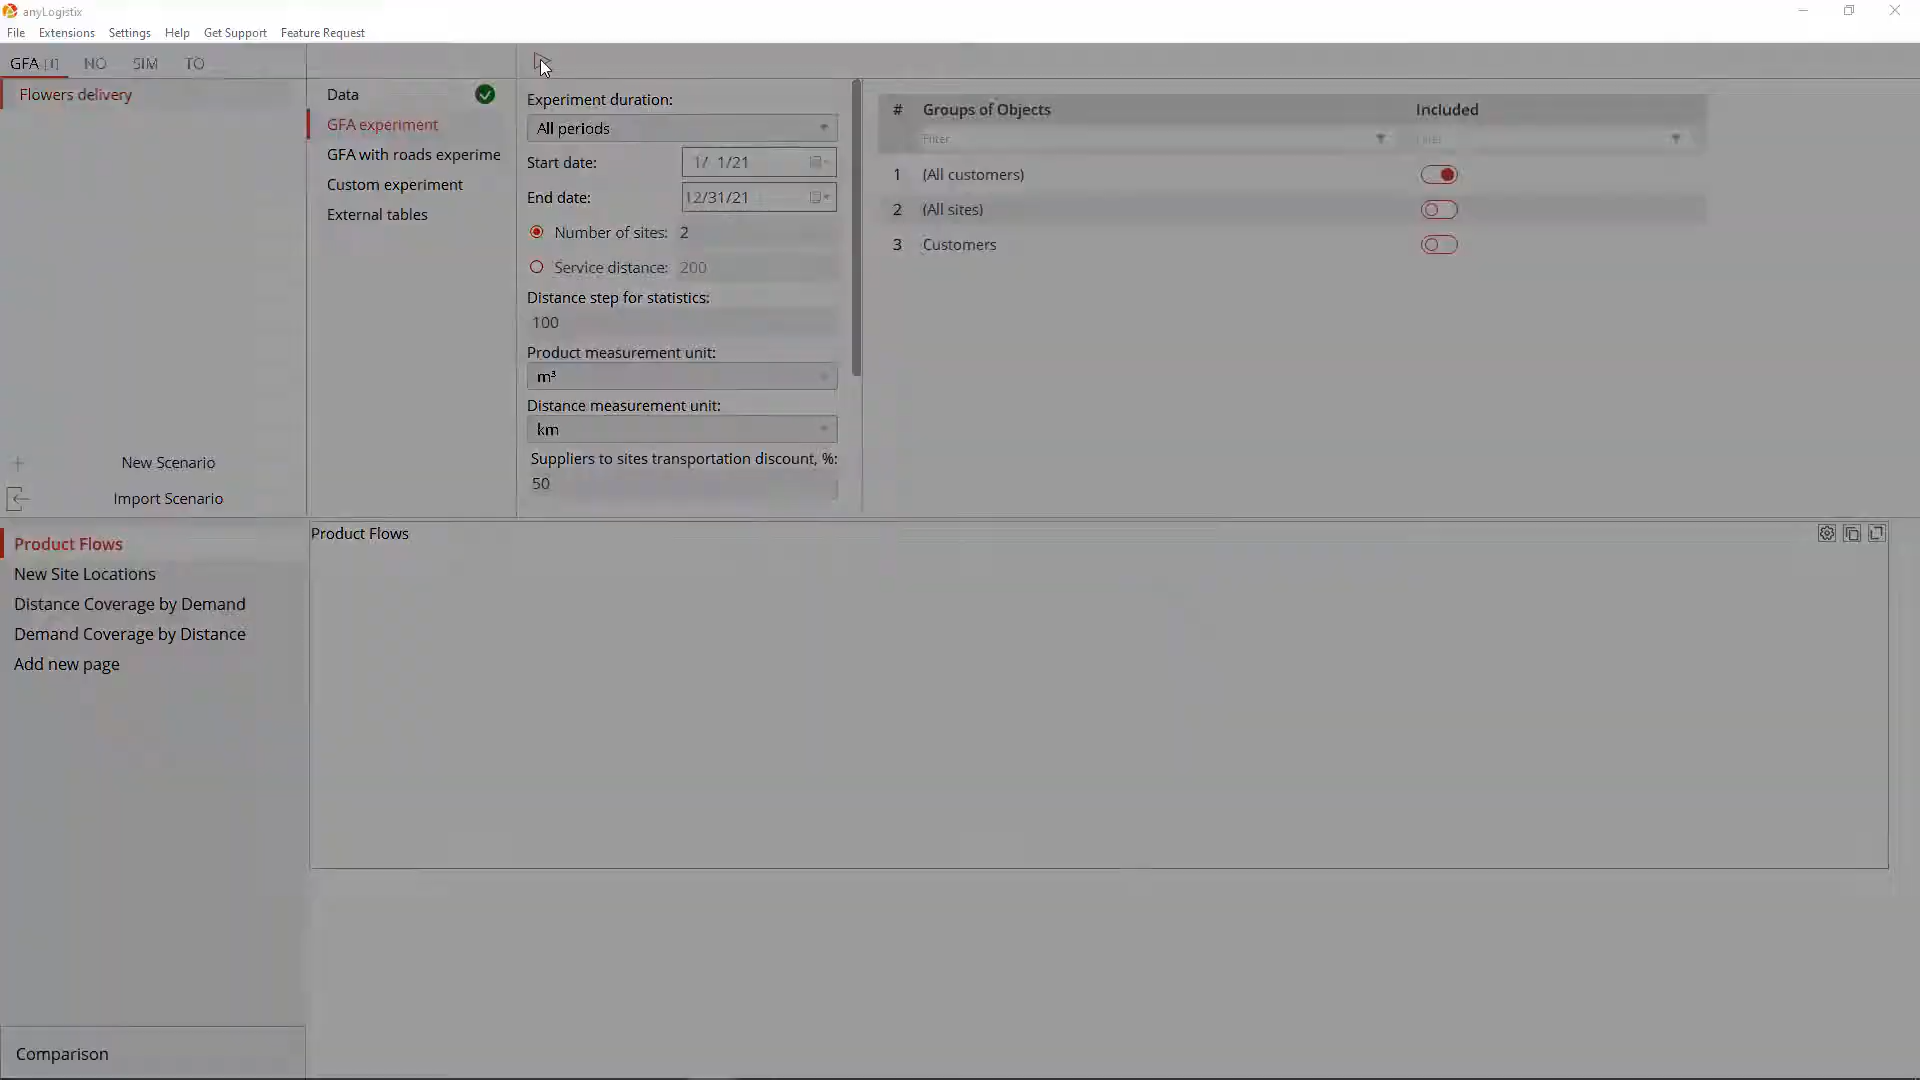 anyLogistix
File Extensions Settings Help Get Support Feature Request
GFA [1] NO SIM TO
Flowers delivery
New Scenario
Import Scenario
Data
GFA experiment
GFA with roads experime
Custom experiment
External tables
Experiment duration:
All periods
Start date: 1/ 1/21
End date: 12/31/21
Number of sites: 2
Service distance: 200
Distance step for statistics:
100
Product measurement unit:
m³
Distance measurement unit:
km
Suppliers to sites transportation discount, %:
50
# Groups of Objects Included
Filter Filter
1 (All customers)
2 (All sites)
3 Customers
Product Flows
New Site Locations
Distance Coverage by Demand
Demand Coverage by Distance
Add new page
Comparison
Product Flows